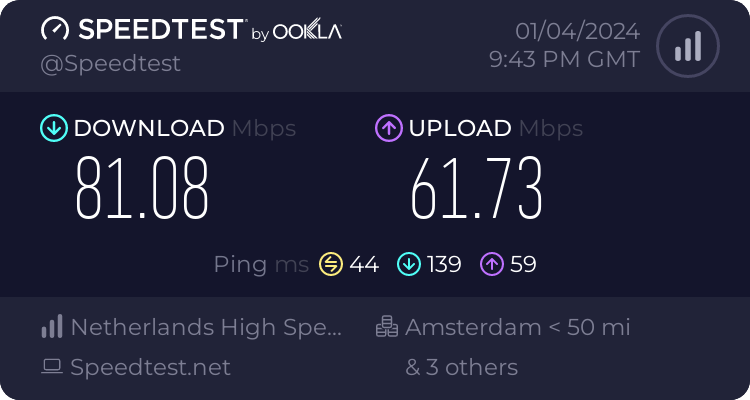 SPEEDTEST by OOKLA
@Speedtest
01/04/2024
9:43 PM GMT
DOWNLOAD Mbps
81.08
UPLOAD Mbps
61.73
Ping ms 44 139 59
Netherlands High Spe...
Speedtest.net
Amsterdam < 50 mi
& 3 others